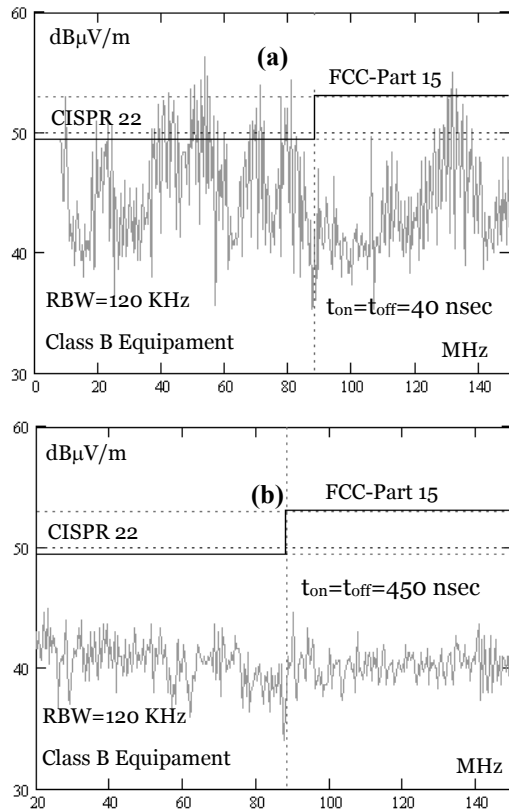 60
dBµV/m
(a)
FCC-Part 15
CISPR 22
50
40
RBW=120 KHz
ton=toff=40 nsec
Class B Equipament
MHz
30
0 20 40 60 80 100 120 140
60
dBµV/m
(b)
FCC-Part 15
CISPR 22
50
ton=toff=450 nsec
40
RBW=120 KHz
Class B Equipament
MHz
30
20 40 60 80 100 120 140